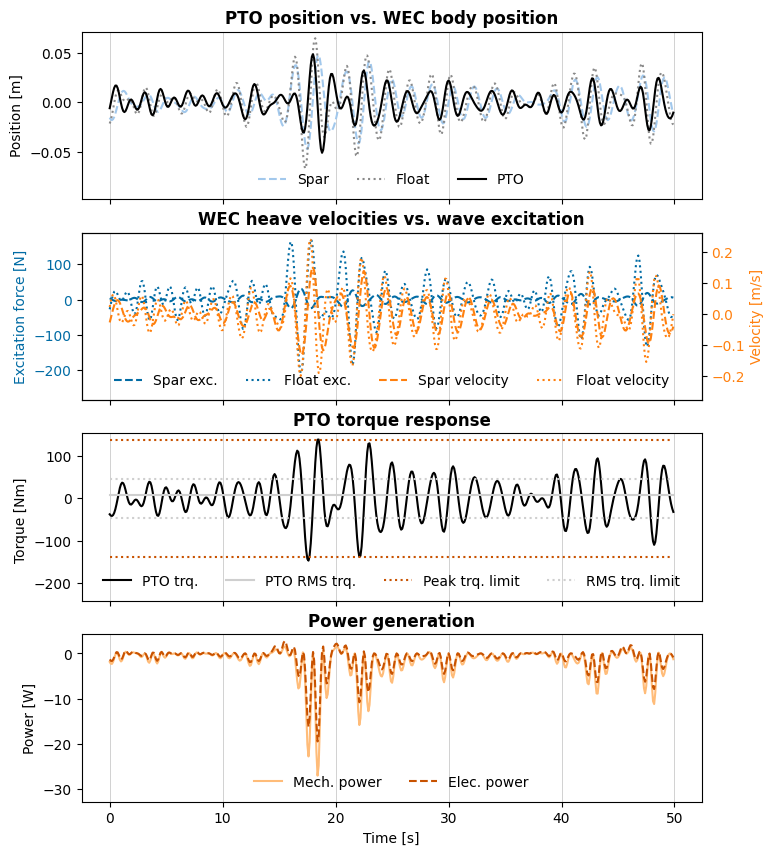 PTO position vs. WEC body position
Position [m]
0.05
0.00
−0.05
Spar Float PTO
WEC heave velocities vs. wave excitation
Excitation force [N]
100
0
−100
−200
0.2
0.1
0.0
−0.1
−0.2
Velocity [m/s]
Spar exc. Float exc. Spar velocity Float velocity
PTO torque response
Torque [Nm]
100
0
−100
−200
PTO trq. PTO RMS trq. Peak trq. limit RMS trq. limit
Power generation
Power [W]
0
−10
−20
−30
Mech. power Elec. power
0 10 20 30 40 50
Time [s]